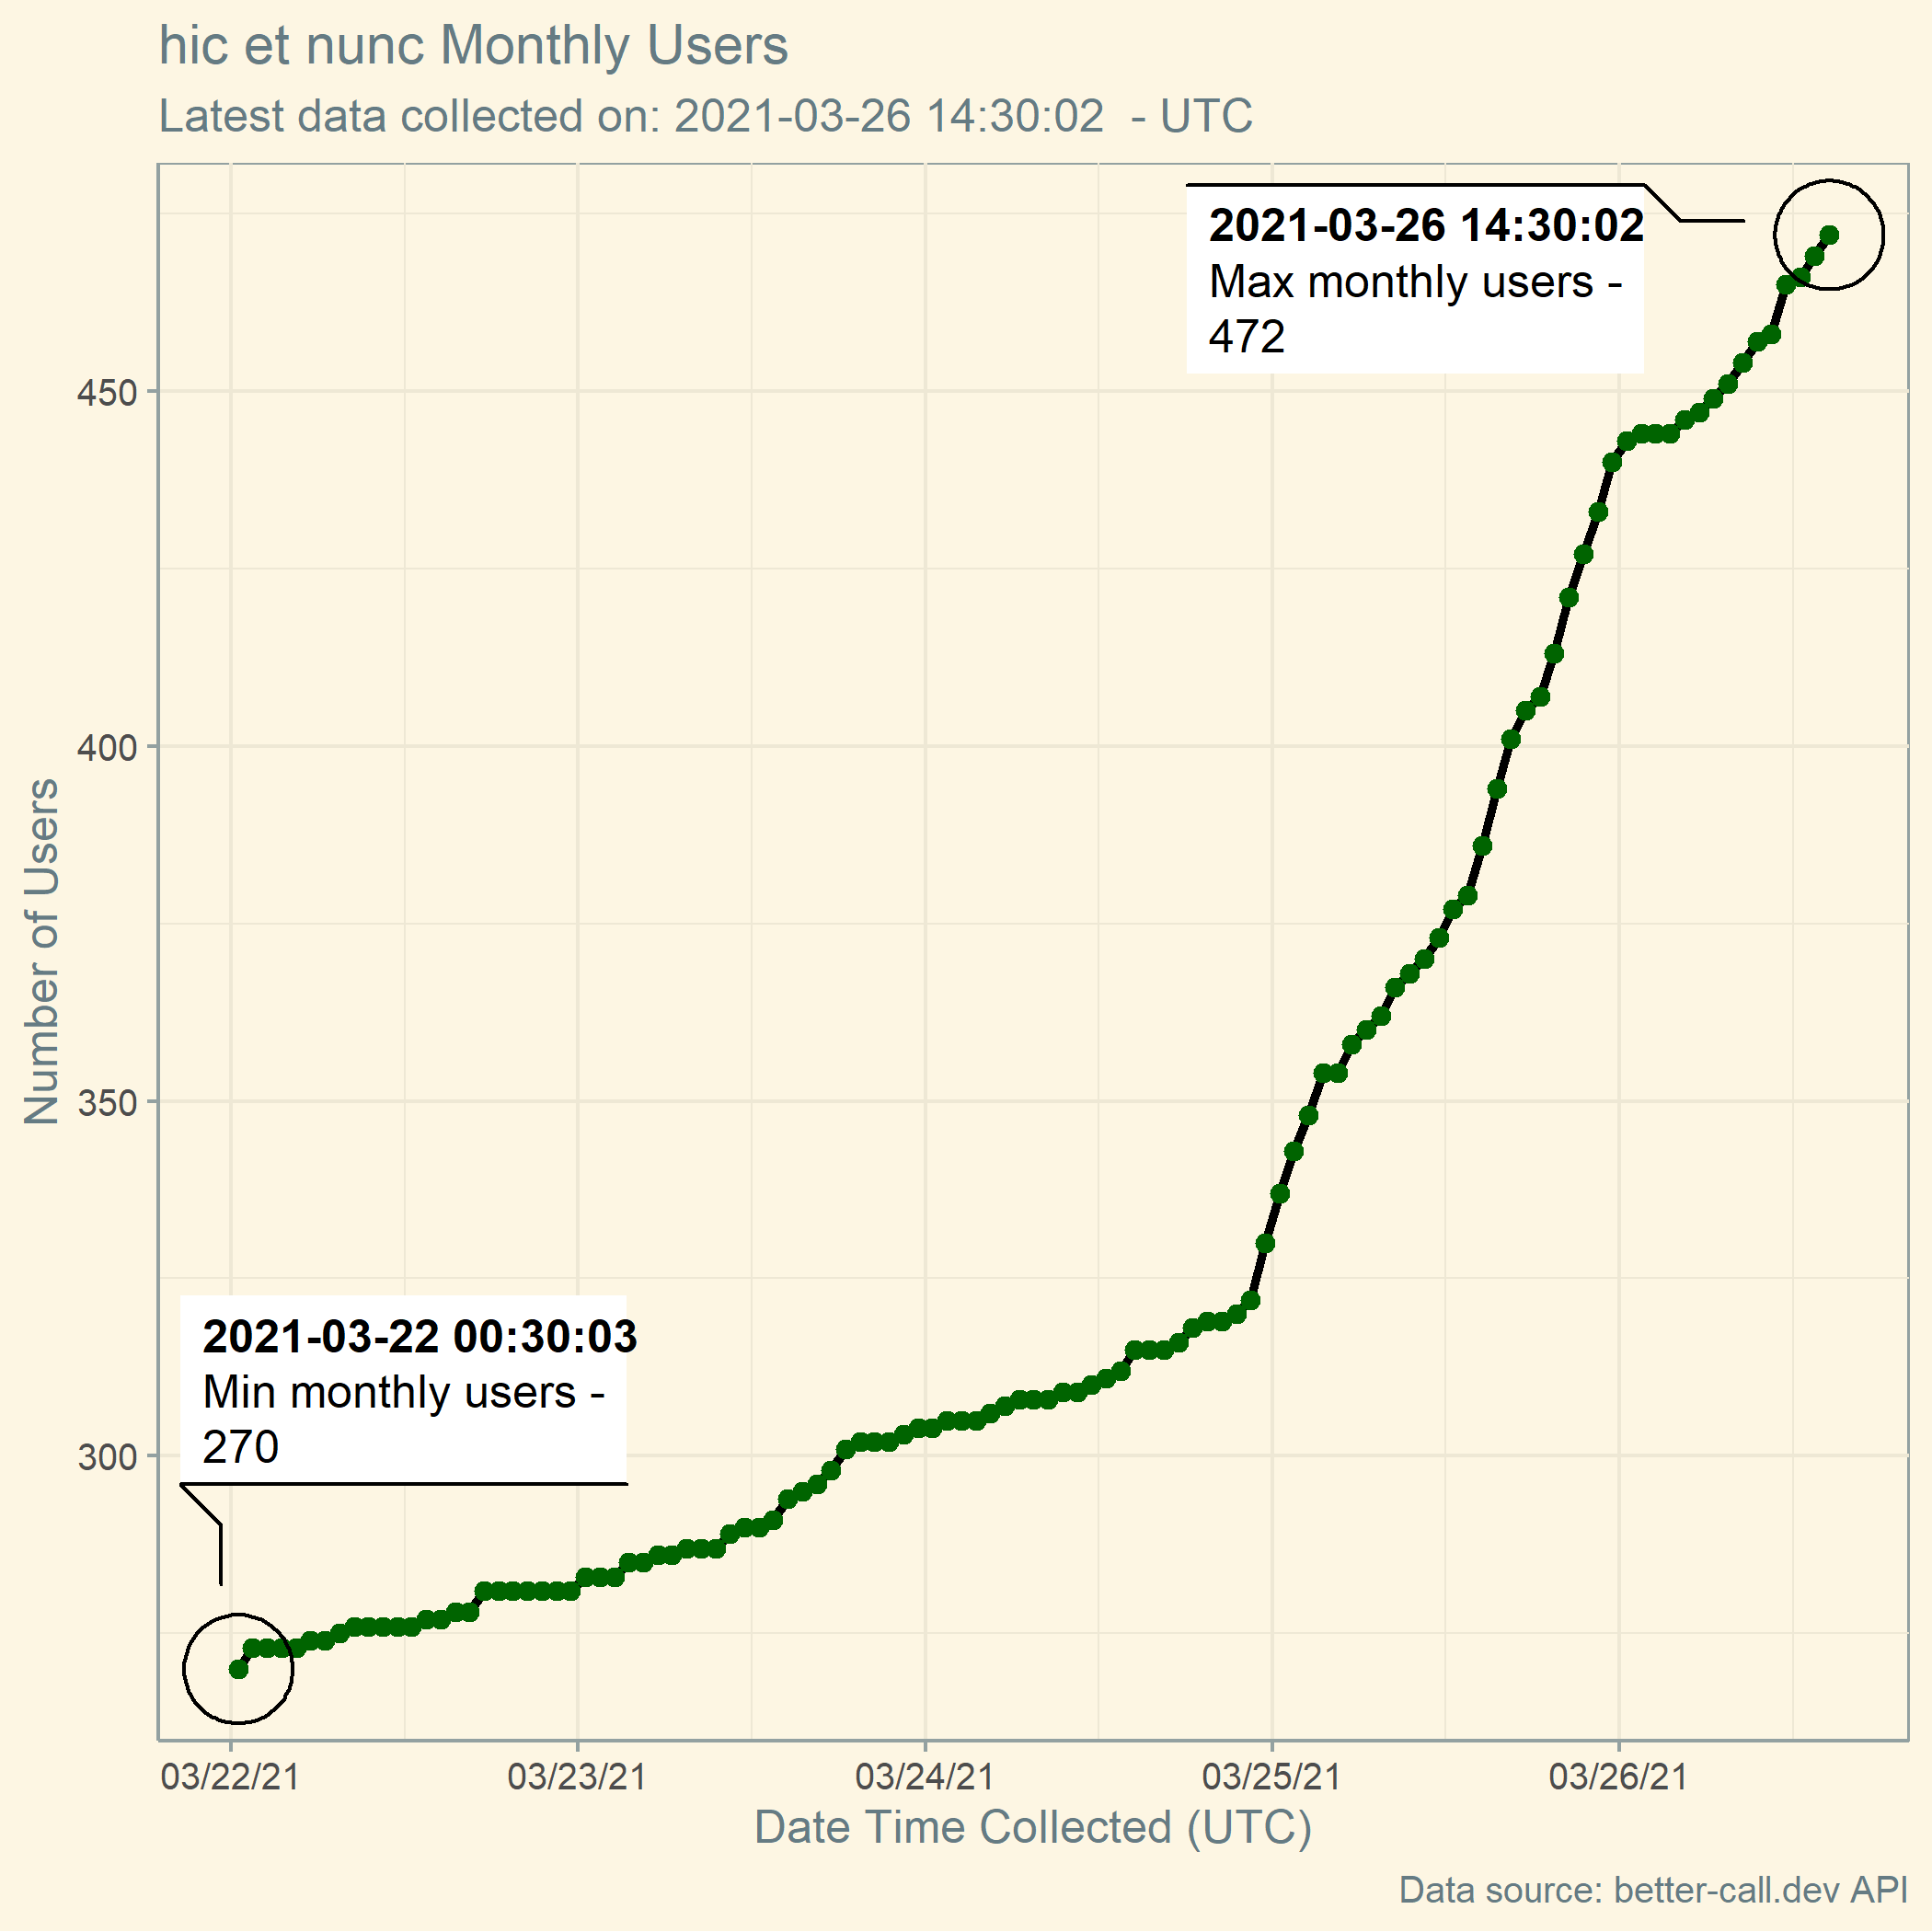 hic et nunc Monthly Users
Latest data collected on: 2021-03-26 14:30:02  - UTC
2021-03-26 14:30:02
Max monthly users -
472
450
400
350
300
Number of Users
2021-03-22 00:30:03
Min monthly users -
270
03/22/21
03/23/21
03/24/21
03/25/21
03/26/21
Date Time Collected (UTC)
Data source: better-call.dev API